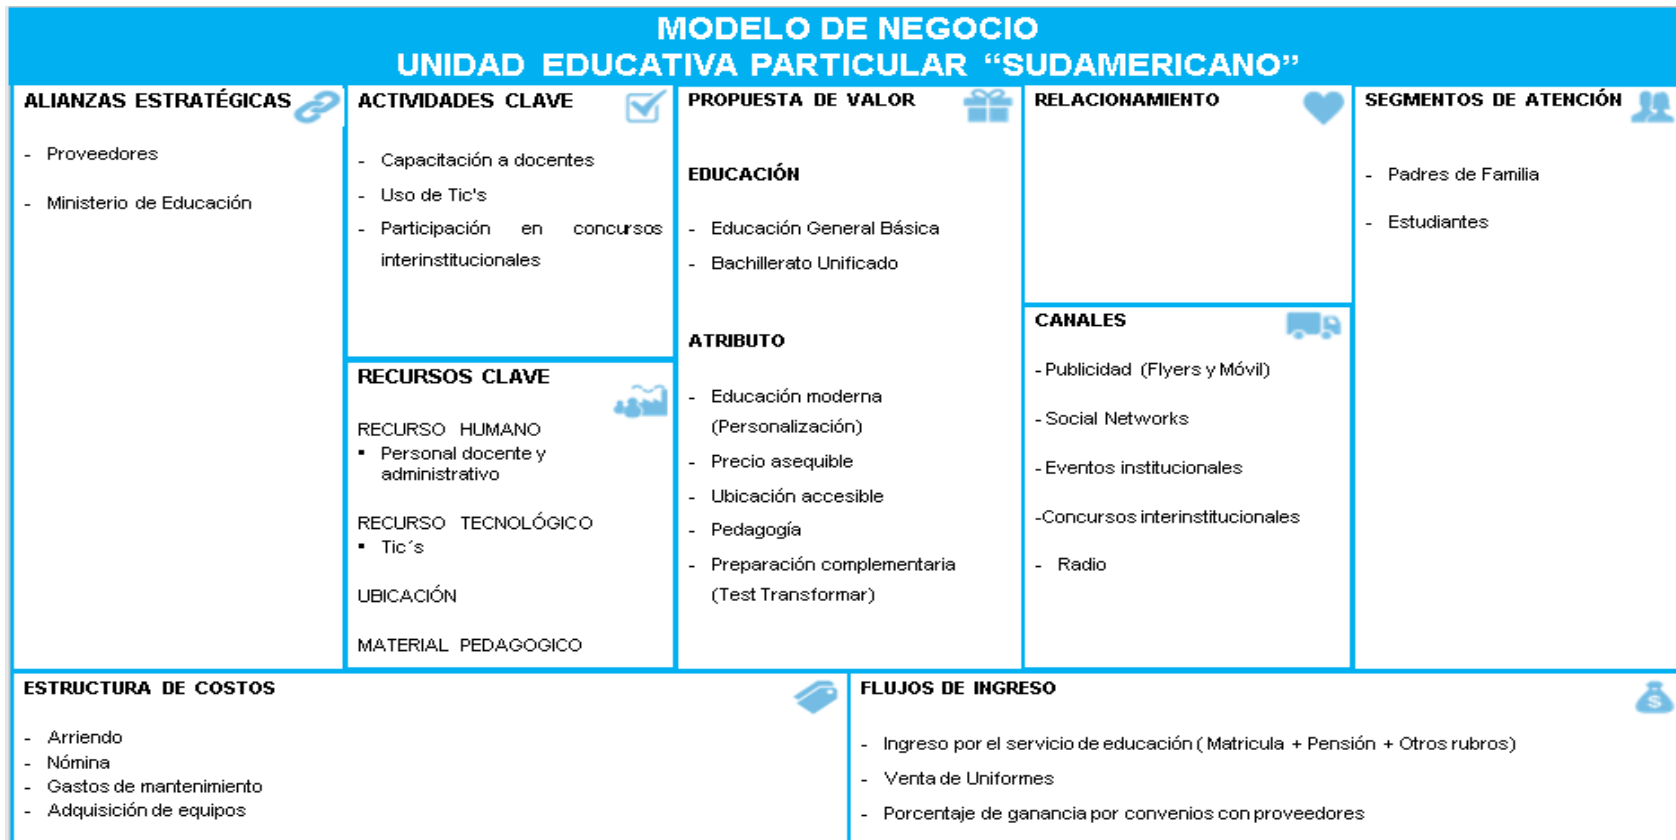 MODELO DE NEGOCIO
UNIDAD EDUCATIVA PARTICULAR “SUDAMERICANO”
ALIANZAS ESTRATÉGICAS
- Proveedores
- Ministerio de Educación
ACTIVIDADES CLAVE
- Capacitación a docentes
- Uso de Tic's
- Participación en concursos
interinstitucionales
RECURSOS CLAVE
RECURSO HUMANO
▪ Personal docente y
administrativo
RECURSO TECNOLÓGICO
▪ Tic´s
UBICACIÓN
MATERIAL PEDAGOGICO
PROPUESTA DE VALOR
EDUCACIÓN
- Educación General Básica
- Bachillerato Unificado
ATRIBUTO
- Educación moderna
(Personalización)
- Precio asequible
- Ubicación accesible
- Pedagogía
- Preparación complementaria
(Test Transformar)
RELACIONAMIENTO
CANALES
- Publicidad (Flyers y Móvil)
- Social Networks
- Eventos institucionales
-Concursos interinstitucionales
- Radio
SEGMENTOS DE ATENCIÓN
- Padres de Familia
- Estudiantes
ESTRUCTURA DE COSTOS
- Arriendo
- Nómina
- Gastos de mantenimiento
- Adquisición de equipos
FLUJOS DE INGRESO
$
- Ingreso por el servicio de educación ( Matricula + Pensión + Otros rubros)
- Venta de Uniformes
- Porcentaje de ganancia por convenios con proveedores